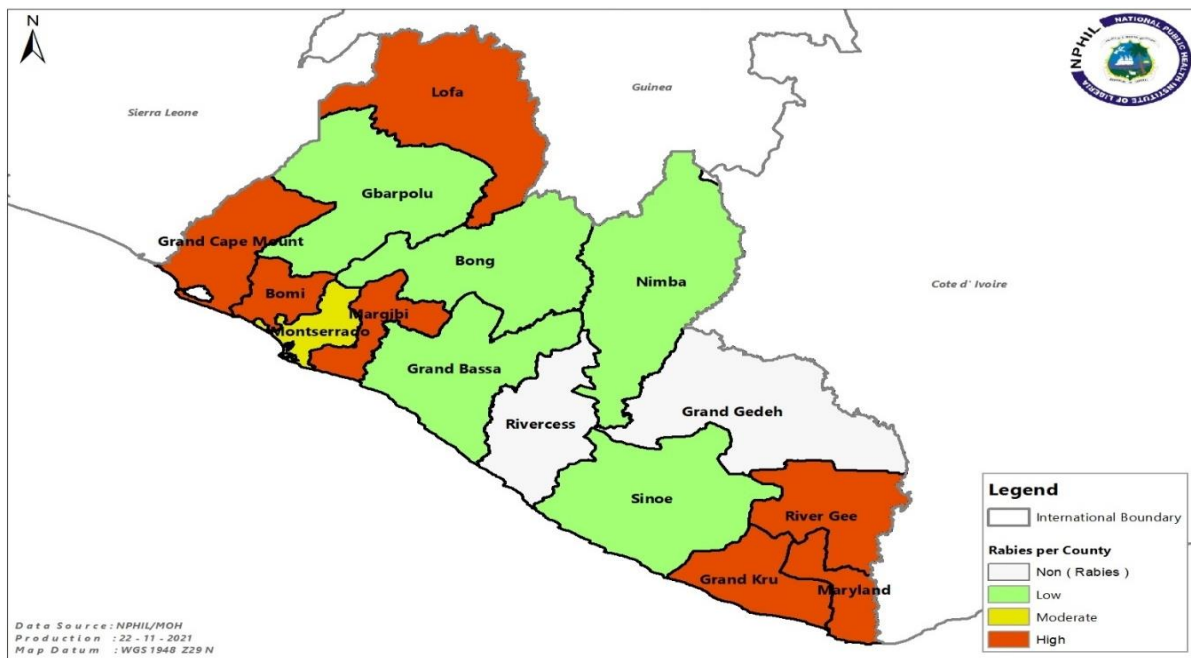 N
NPHIL
NATIONAL PUBLIC HEALTH
INSTITUTE OF LIBERIA
Lofa
Guinea
Sierra Leone
Gbarpolu
Grand Cape Mount
Bong
Nimba
Cote d' Ivoire
Bomi
Margibi
Montserrado
Grand Bassa
Rivercess
Grand Gedeh
Sinoe
River Gee
Grand Kru
Maryland
Legend
International Boundary
Rabies per County
Non ( Rabies )
Low
Moderate
High
Data Source: NPHIL/MOH
Production : 22 - 11 - 2021
Map Datum : WGS 1948 Z29 N